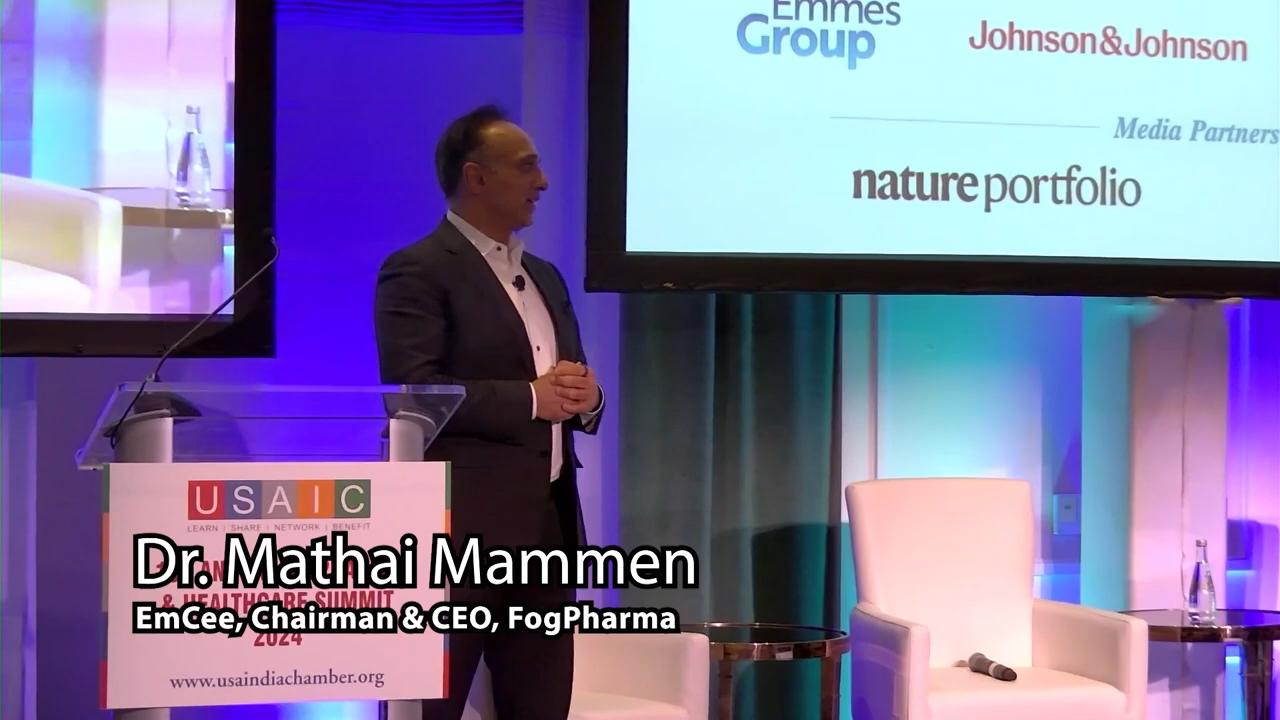 Emmes
Group
Johnson&Johnson
Media Partners
nature portfolio
USAIC
LEARN | SHARE | NETWORK | BENEFIT
& HEALTHCARE SUMMIT
2024
www.usaindiachamber.org
Dr. Mathai Mammen
EmCee, Chairman & CEO, FogPharma